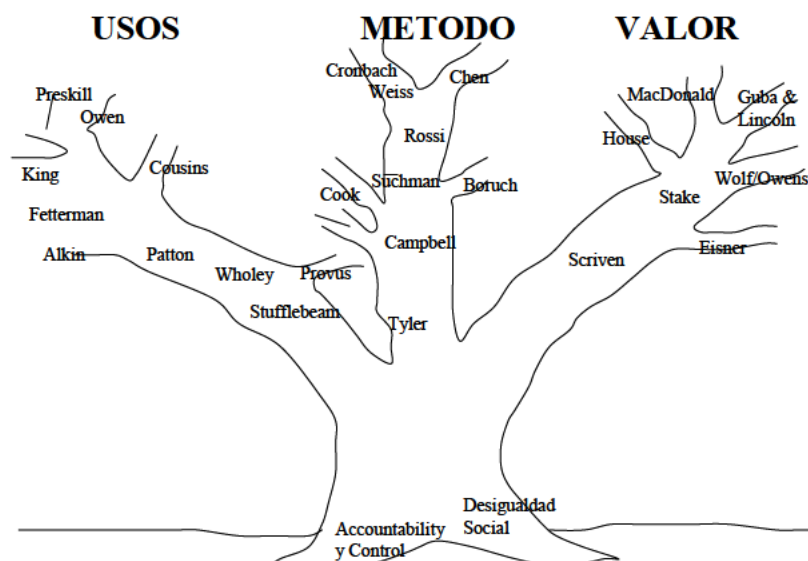 USOS
METODO
VALOR
Preskill
Owen
King
Cousins
Fetterman
Alkin
Patton
Wholey
Provus
Stufflebeam
Cronbach
Weiss
Chen
Rossi
Suchman
Cook
Boruch
Campbell
Tyler
MacDonald
Guba &
Lincoln
House
Wolf/Owens
Stake
Eisner
Scriven
Accountability
y Control
Desigualdad
Social